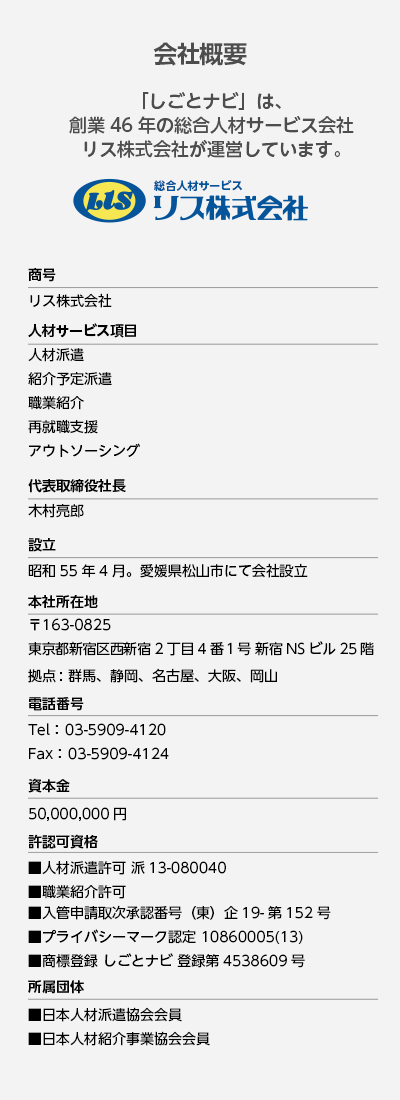 会社概要
「しごとナビ」は、
創業 46 年の総合人材サービス会社
リス株式会社が運営しています。
LIS
総合人材サービス
リス株式会社
商号
リス株式会社
人材サービス項目
人材派遣
紹介予定派遣
職業紹介
再就職支援
アウトソーシング
代表取締役社長
木村亮郎
設立
昭和 55 年 4 月。愛媛県松山市にて会社設立
本社所在地
〒163-0825
東京都新宿区西新宿 2 丁目 4 番 1 号 新宿 NS ビル 25 階
拠点：群馬、静岡、名古屋、大阪、岡山
電話番号
Tel：03-5909-4120
Fax：03-5909-4124
資本金
50,000,000 円
許認可資格
■人材派遣許可 派 13-080040
■職業紹介許可
■入管申請取次承認番号（東）企 19- 第 152 号
■プライバシーマーク認定 10860005(13)
■商標登録 しごとナビ 登録第 4538609 号
所属団体
■日本人材派遣協会会員
■日本人材紹介事業協会会員